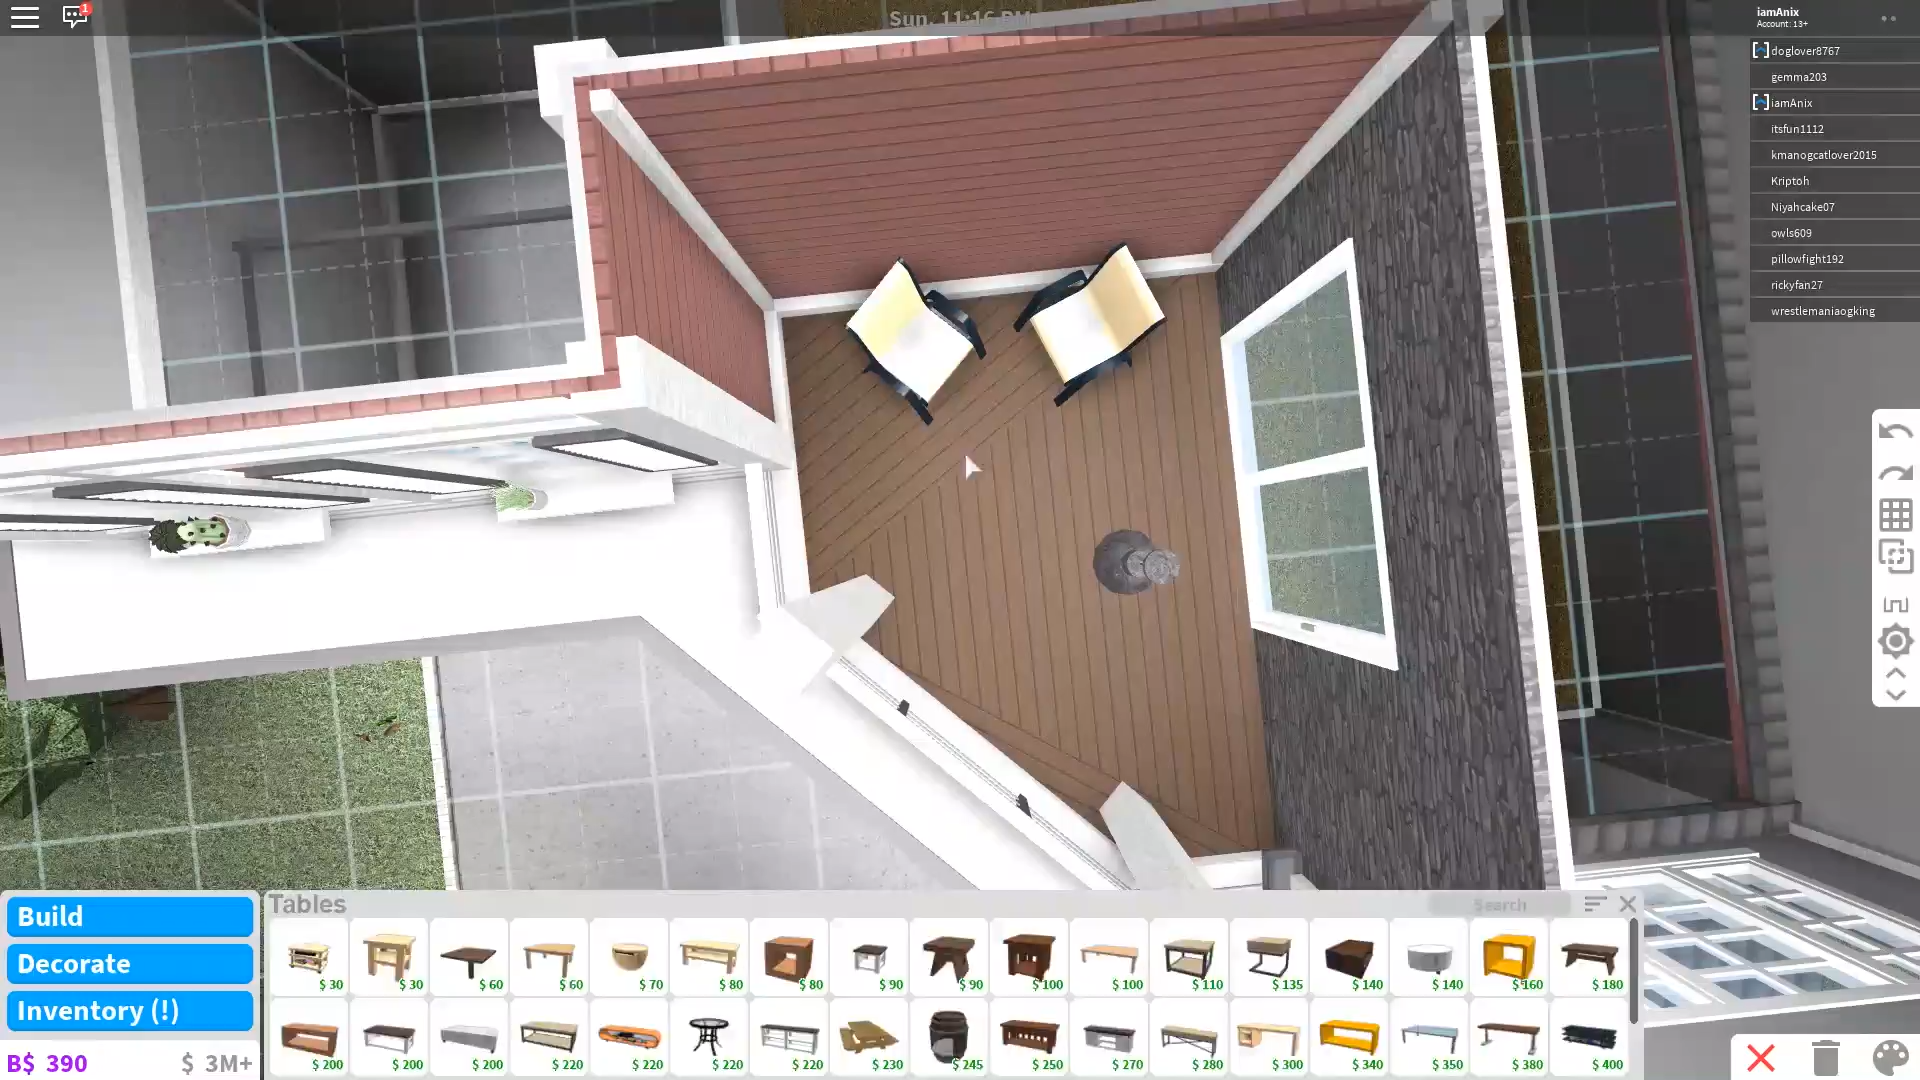 1
Sun. 11:16 PM
iamAnix
Account: 13+
doglover8767
gemma203
iamAnix
itsfun1112
kmanogcatlover2015
Kriptoh
Niyahcake07
owls609
pillowfight192
rickyfan27
wrestlemaniaogking
Build
Decorate
Inventory (!)
B$ 390
$ 3M+
Tables
Search
$ 30
$ 30
$ 60
$ 60
$ 70
$ 80
$ 80
$ 90
$ 90
$ 100
$ 100
$ 110
$ 135
$ 140
$ 140
$ 160
$ 180
$ 200
$ 200
$ 200
$ 220
$ 220
$ 220
$ 220
$ 230
$ 245
$ 250
$ 270
$ 280
$ 300
$ 340
$ 350
$ 380
$ 400